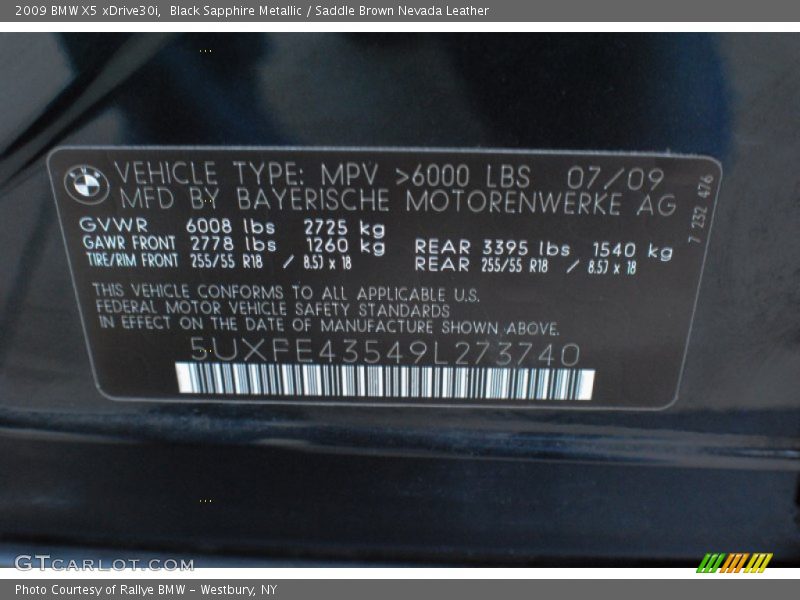 2009 BMW X5 xDrive30i,  Black Sapphire Metallic / Saddle Brown Nevada Leather
VEHICLE TYPE: MPV >6000 LBS 07/09
MFD BY BAYERISCHE MOTORENWERKE AG
7 232 476
GVWR 6008 lbs 2725 kg
GAWR FRONT 2778 lbs 1260 kg REAR 3395 lbs 1540 kg
TIRE/RIM FRONT 255/55 R18 / 8.5J x 18 REAR 255/55 R18 / 8.5J x 18
THIS VEHICLE CONFORMS TO ALL APPLICABLE U.S.
FEDERAL MOTOR VEHICLE SAFETY STANDARDS
IN EFFECT ON THE DATE OF MANUFACTURE SHOWN ABOVE.
5UXFE43549L273740
GTCarLot.com
Photo Courtesy of Rallye BMW - Westbury, NY